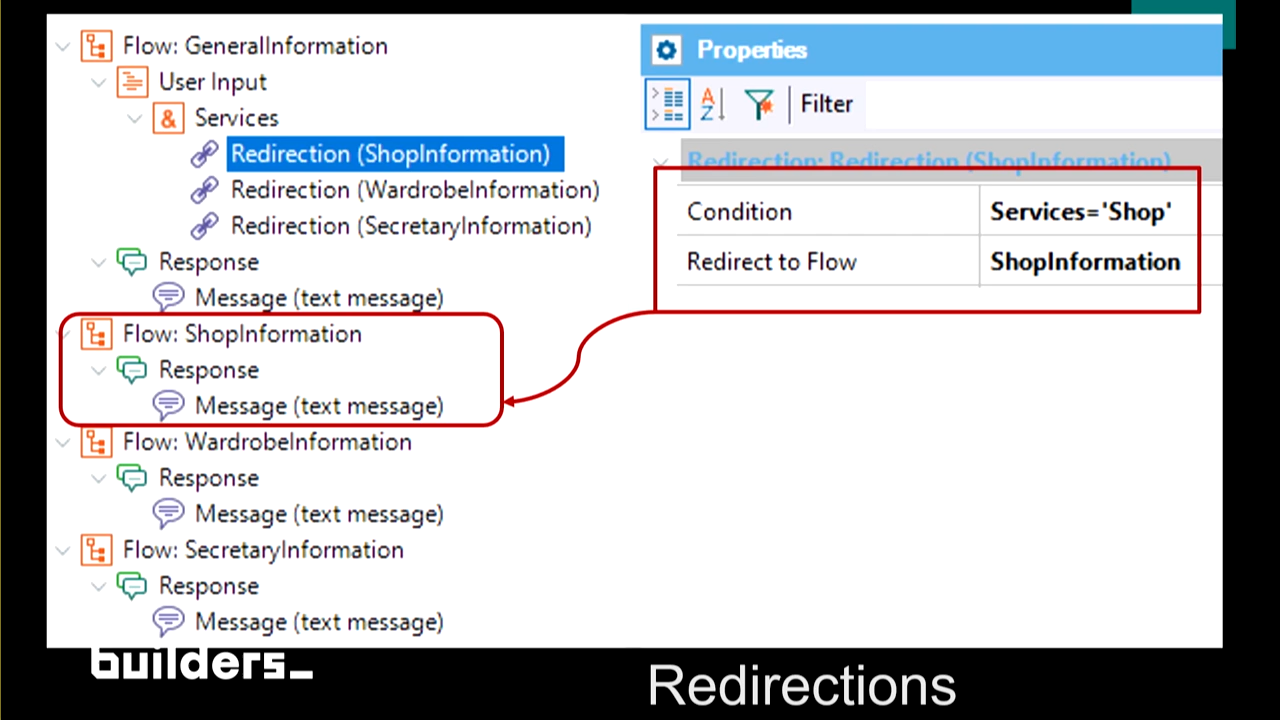 Flow: GeneralInformation
User Input
& Services
Redirection (ShopInformation)
Redirection (WardrobeInformation)
Redirection (SecretaryInformation)
Response
Message (text message)
Flow: ShopInformation
Response
Message (text message)
Flow: WardrobeInformation
Response
Message (text message)
Flow: SecretaryInformation
Response
Message (text message)
Properties
A Z Filter
Redirection: Redirection (ShopInformation)
Condition Services='Shop'
Redirect to Flow ShopInformation
builders_
Redirections